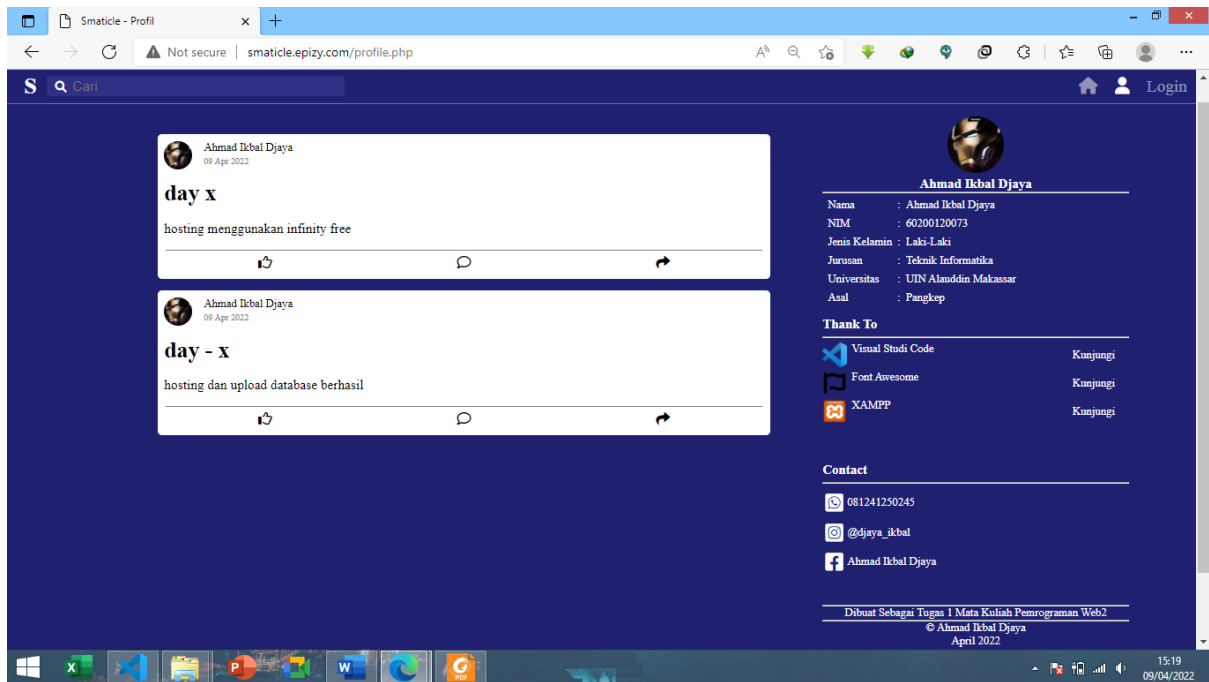 Smaticle - Profil
Not secure | smaticle.epizy.com/profile.php
S Cari Login
Ahmad Ikbal Djaya
09 Apr 2022
day x
hosting menggunakan infinity free
Ahmad Ikbal Djaya
09 Apr 2022
day - x
hosting dan upload database berhasil
Ahmad Ikbal Djaya
Nama : Ahmad Ikbal Djaya
NIM : 60200120073
Jenis Kelamin : Laki-Laki
Jurusan : Teknik Informatika
Universitas : UIN Alauddin Makassar
Asal : Pangkep
Thank To
Visual Studi Code Kunjungi
Font Awesome Kunjungi
XAMPP Kunjungi
Contact
081241250245
@djaya_ikbal
Ahmad Ikbal Djaya
Dibuat Sebagai Tugas 1 Mata Kuliah Pemrograman Web2
© Ahmad Ikbal Djaya
April 2022
15:19
09/04/2022